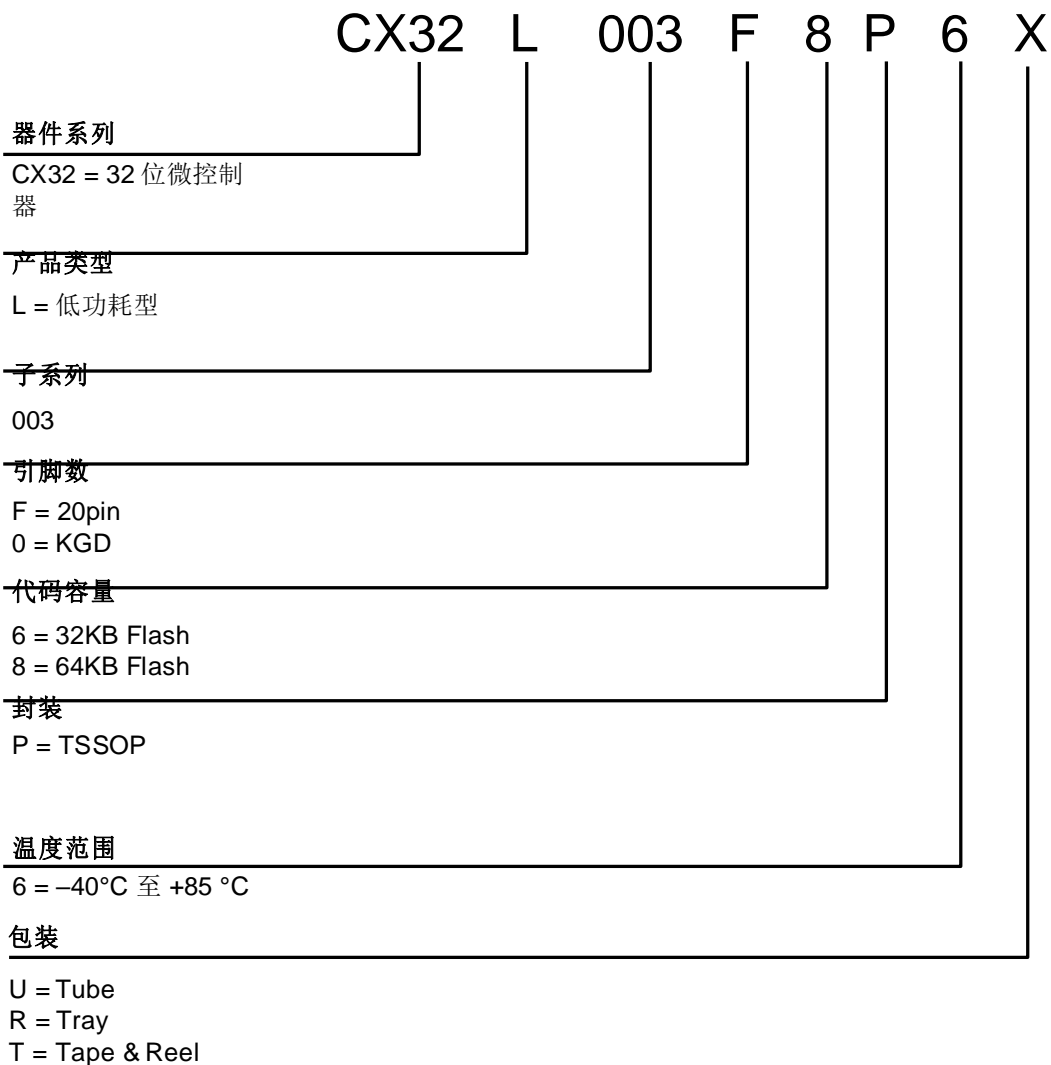 CX32 L 003 F 8 P 6 X
器件系列
CX32 = 32 位微控制
器
产品类型
L = 低功耗型
子系列
003
引脚数
F = 20pin
0 = KGD
代码容量
6 = 32KB Flash
8 = 64KB Flash
封装
P = TSSOP
温度范围
6 = –40°C 至 +85 °C
包装
U = Tube
R = Tray
T = Tape & Reel